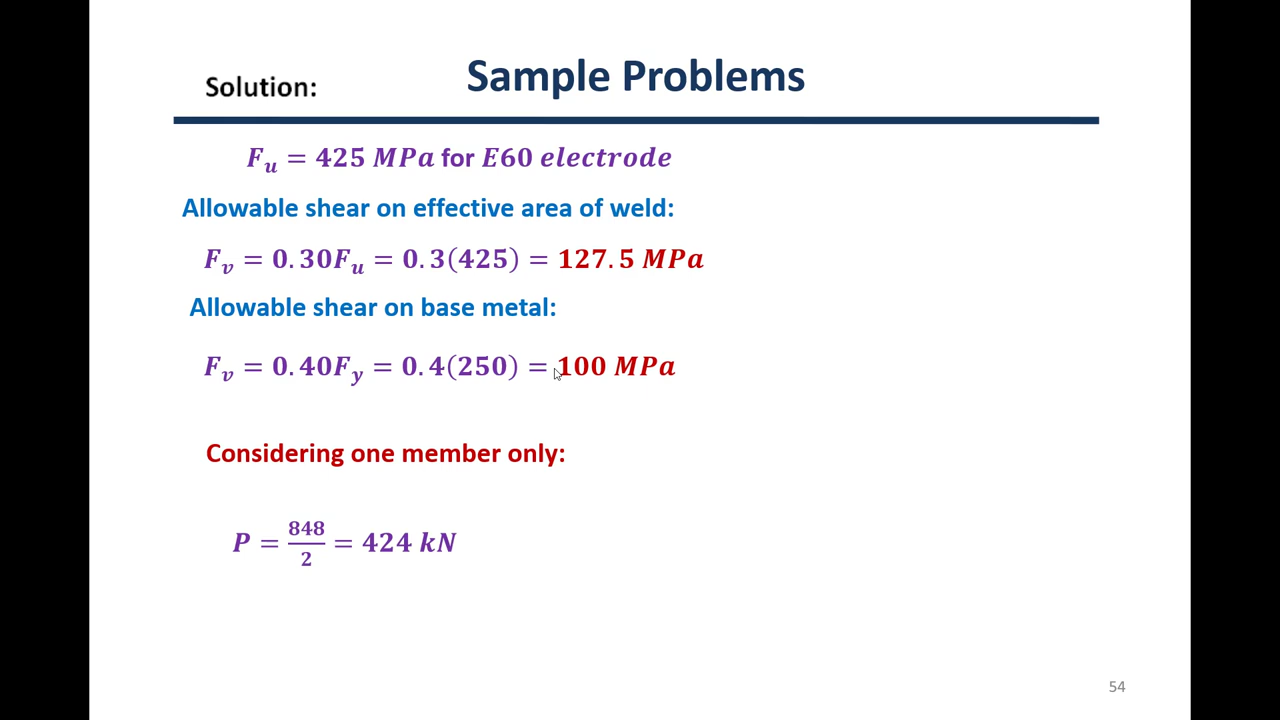 Solution:
Sample Problems
𝑭ᵤ = 425 MPa for E60 electrode
Allowable shear on effective area of weld:
Fᵥ = 0.30Fᵤ = 0.3(425) = 127.5 MPa
Allowable shear on base metal:
Fᵥ = 0.40F_y = 0.4(250) = 100 MPa
Considering one member only:
P = 848/2 = 424 kN
54